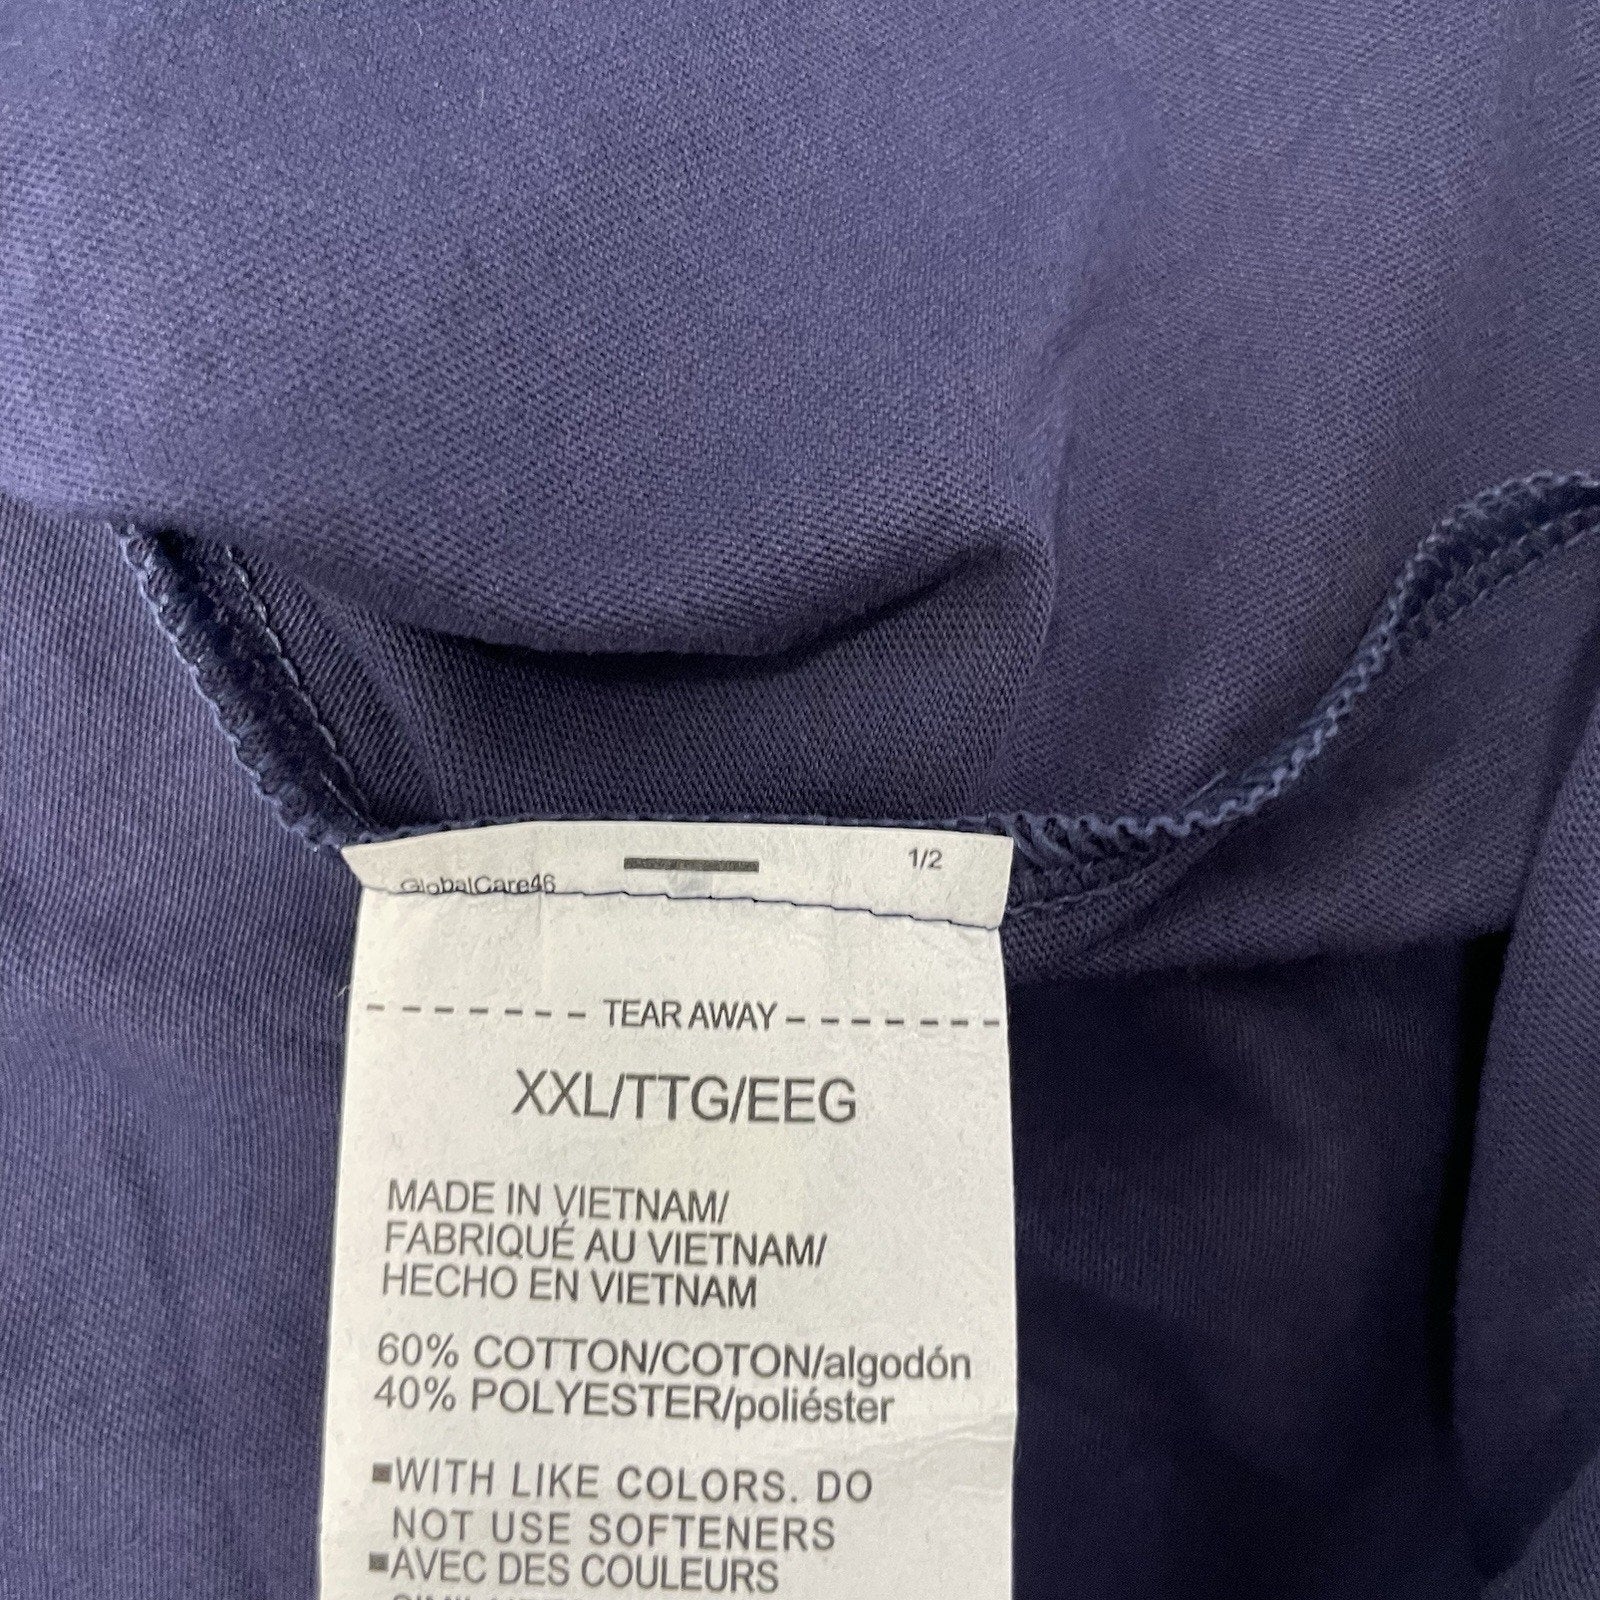 GlobalCare46 1/2
TEAR AWAY
XXL/TTG/EEG
MADE IN VIETNAM/
FABRIQUÉ AU VIETNAM/
HECHO EN VIETNAM
60% COTTON/COTON/algodón
40% POLYESTER/poliéster
WITH LIKE COLORS. DO
NOT USE SOFTENERS
AVEC DES COULEURS